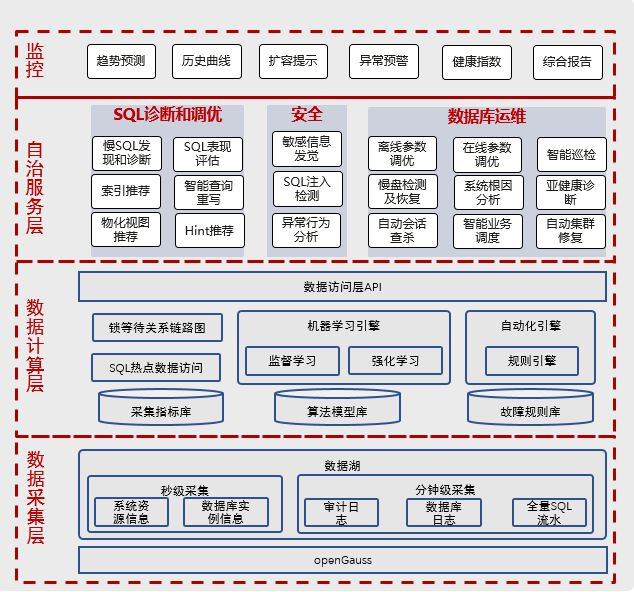 监控
趋势预测
历史曲线
扩容提示
异常预警
健康指数
综合报告
自治服务层
SQL诊断和调优
慢SQL发
现和诊断
SQL表现
评估
索引推荐
智能查询
重写
物化视图
推荐
Hint推荐
安全
敏感信息
发觉
SQL注入
检测
异常行为
分析
数据库运维
离线参数
调优
在线参数
调优
智能巡检
慢盘检测
及恢复
系统根因
分析
亚健康诊
断
自动会话
查杀
智能业务
调度
自动集群
修复
数据计算层
数据访问层API
锁等待关系链路图
SQL热点数据访问
机器学习引擎
监督学习
强化学习
自动化引擎
规则引擎
采集指标库
算法模型库
故障规则库
数据采集层
数据湖
秒级采集
系统资
源信息
数据库实
例信息
分钟级采集
审计日
志
数据库
日志
全量SQL
流水
openGauss